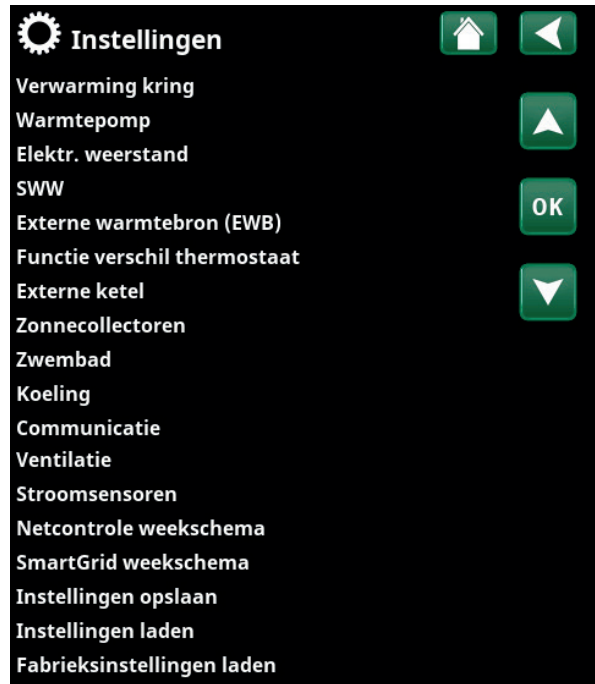 Instellingen
Verwarming kring
Warmtepomp
Elektr. weerstand
SWW
OK
Externe warmtebron (EWB)
Functie verschil thermostaat
Externe ketel
Zonnecollectoren
Zwembad
Koeling
Communicatie
Ventilatie
Stroomsensoren
Netcontrole weekschema
SmartGrid weekschema
Instellingen opslaan
Instellingen laden
Fabrieksinstellingen laden